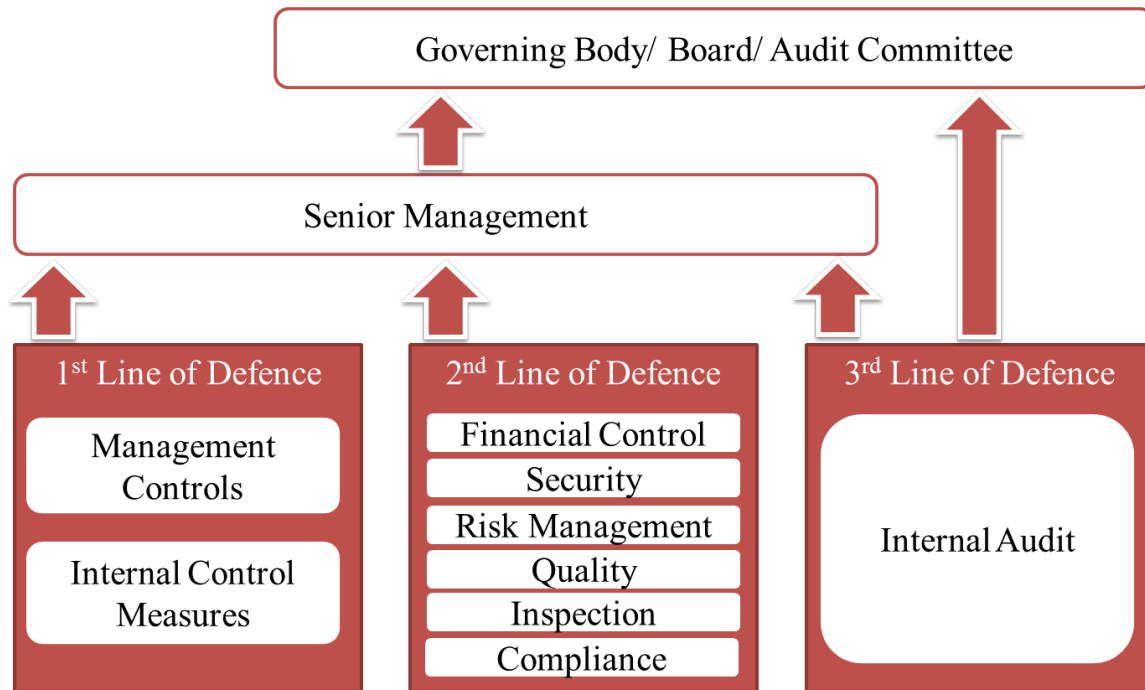 Governing Body/ Board/ Audit Committee
Senior Management
1st Line of Defence
Management
Controls
Internal Control
Measures
2nd Line of Defence
Financial Control
Security
Risk Management
Quality
Inspection
Compliance
3rd Line of Defence
Internal Audit